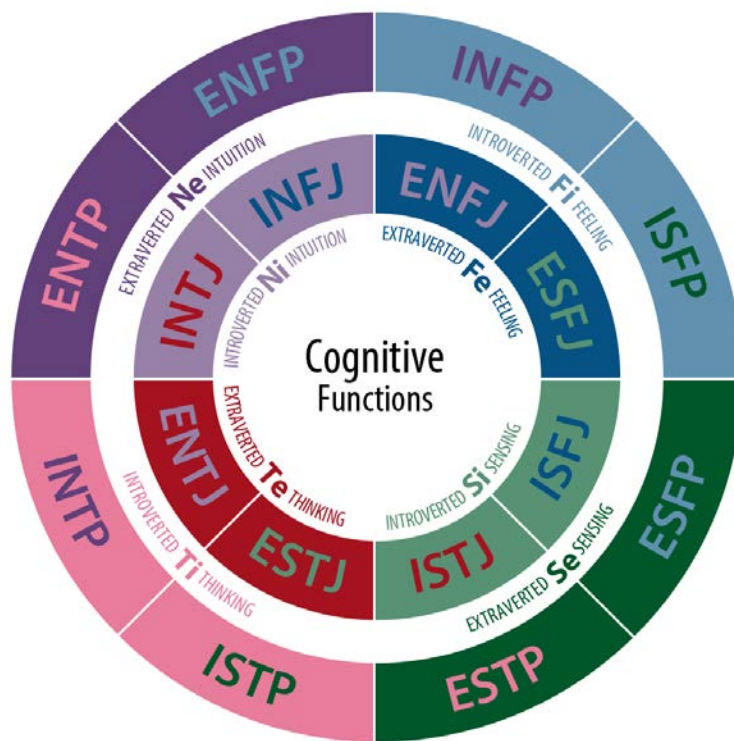 ENFP
INFP
ENTP
EXTRAVERTED Ne INTUITION
INTROVERTED Fi FEELING
ISFP
INFJ
ENFJ
INTJ
INTROVERTED Ni INTUITION
EXTRAVERTED Fe FEELING
ESFJ
Cognitive
Functions
ENTJ
EXTRAVERTED Te THINKING
INTROVERTED Si SENSING
ISFJ
ESTJ
ISTJ
INTP
INTROVERTED Ti THINKING
EXTRAVERTED Se SENSING
ESFP
ISTP
ESTP